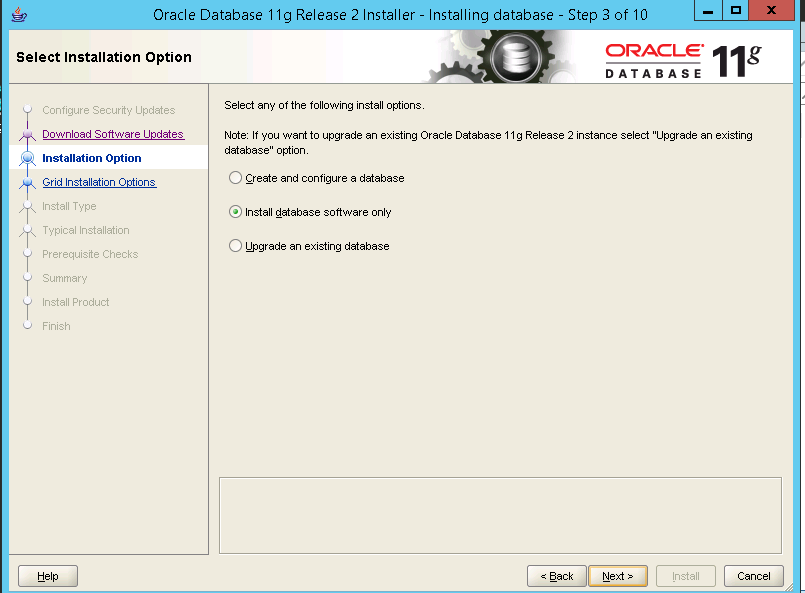 Oracle Database 11g Release 2 Installer - Installing database - Step 3 of 10
Select Installation Option
ORACLE®
DATABASE
11g
Configure Security Updates
Download Software Updates
Installation Option
Grid Installation Options
Install Type
Typical Installation
Prerequisite Checks
Summary
Install Product
Finish
Select any of the following install options.
Note: If you want to upgrade an existing Oracle Database 11g Release 2 instance select "Upgrade an existing
database" option.
Create and configure a database
Install database software only
Upgrade an existing database
Help
< Back
Next >
Install
Cancel